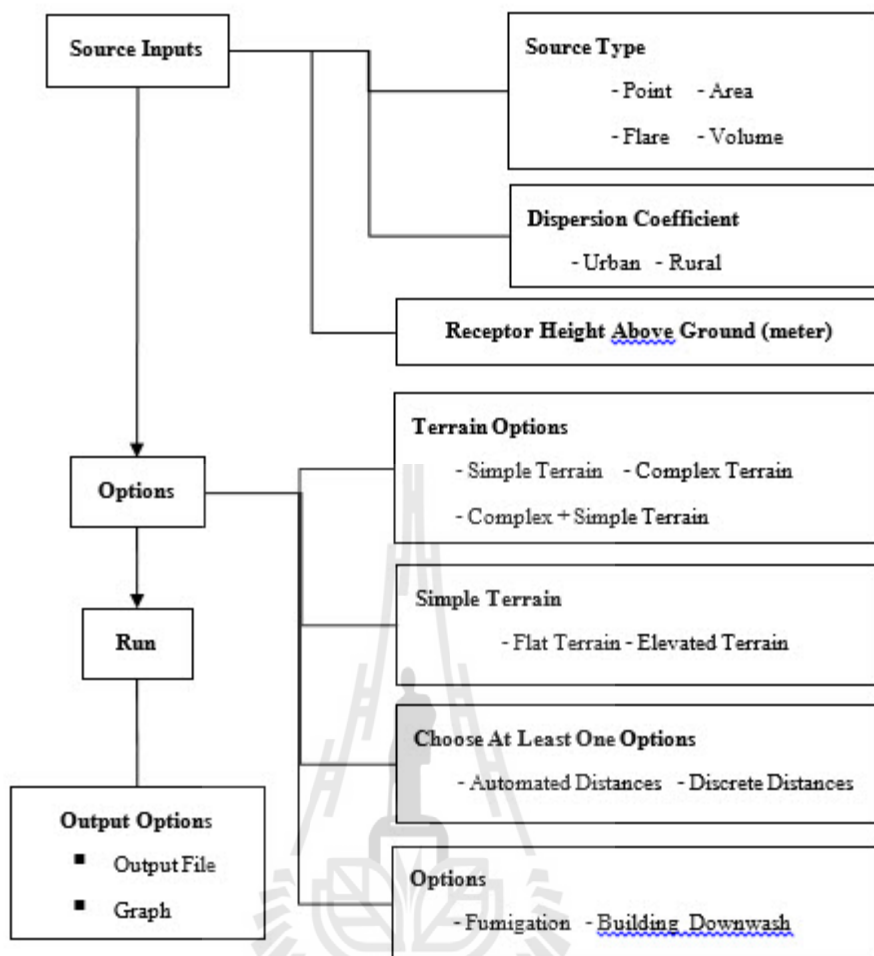 Source Inputs
Source Type
- Point - Area
- Flare - Volume
Dispersion Coefficient
- Urban - Rural
Receptor Height Above Ground (meter)
Options
Terrain Options
- Simple Terrain - Complex Terrain
- Complex + Simple Terrain
Simple Terrain
- Flat Terrain - Elevated Terrain
Choose At Least One Options
- Automated Distances - Discrete Distances
Options
- Fumigation - Building Downwash
Run
Output Options
▪ Output File
▪ Graph